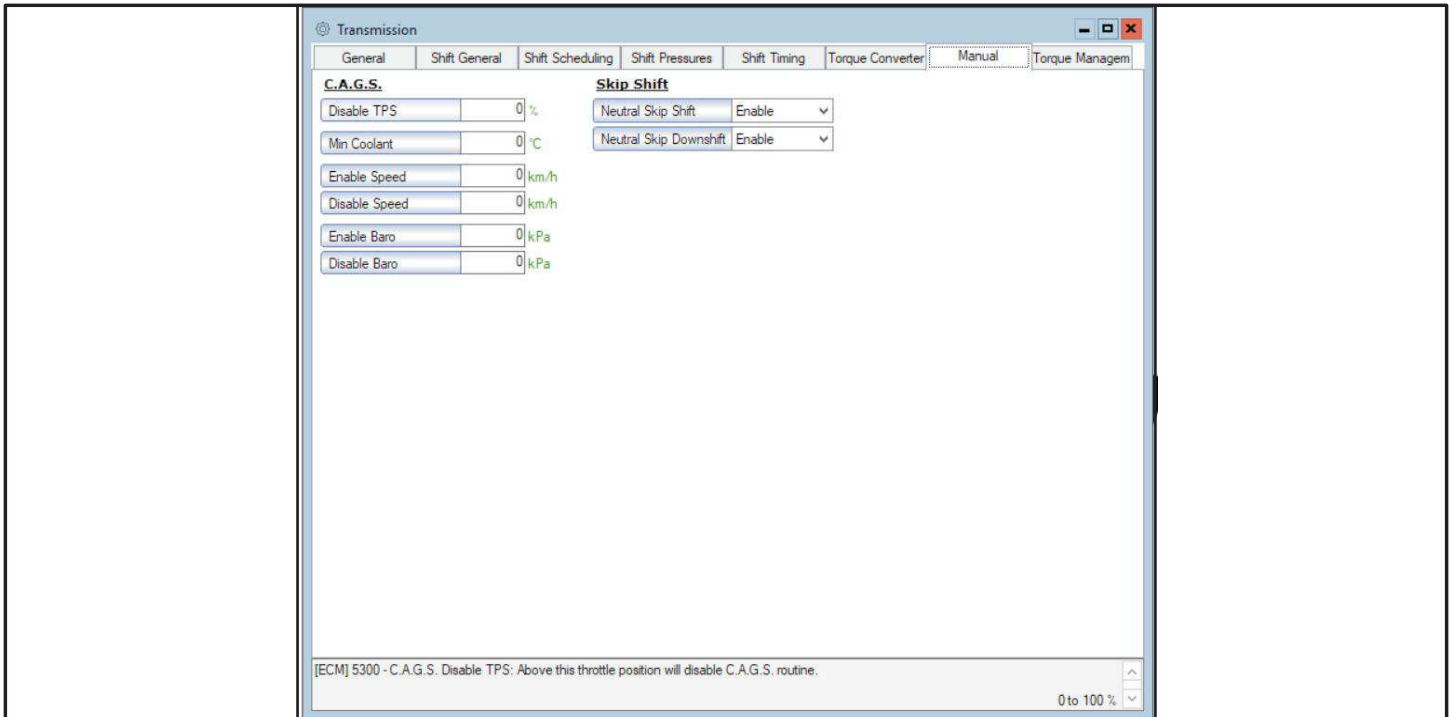 Transmission
General Shift General Shift Scheduling Shift Pressures Shift Timing Torque Converter Manual Torque Managem
C.A.G.S. Skip Shift
Disable TPS 0 % Neutral Skip Shift Enable
Min Coolant 0 °C Neutral Skip Downshift Enable
Enable Speed 0 km/h
Disable Speed 0 km/h
Enable Baro 0 kPa
Disable Baro 0 kPa
[ECM] 5300 - C.A.G.S. Disable TPS: Above this throttle position will disable C.A.G.S. routine.
0 to 100 %